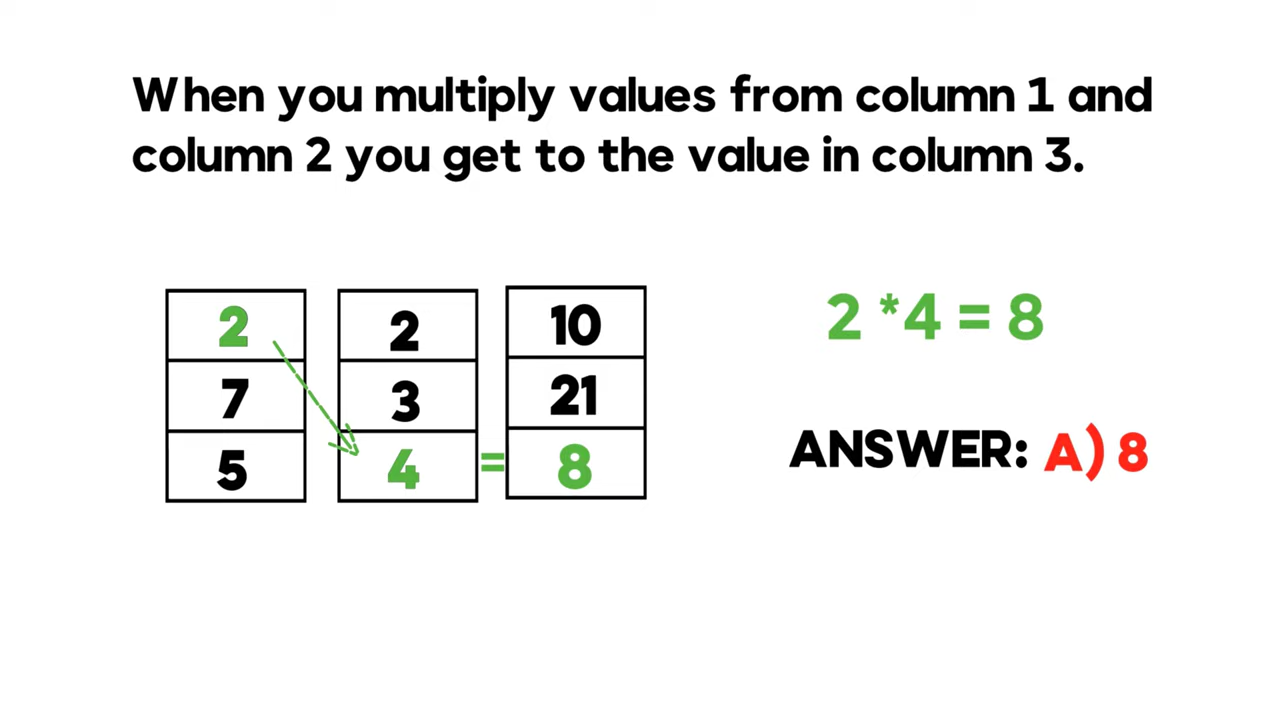 When you multiply values from column 1 and
column 2 you get to the value in column 3.
2 2 10
7 3 21
5 4 = 8
2 *4 = 8
ANSWER: A) 8